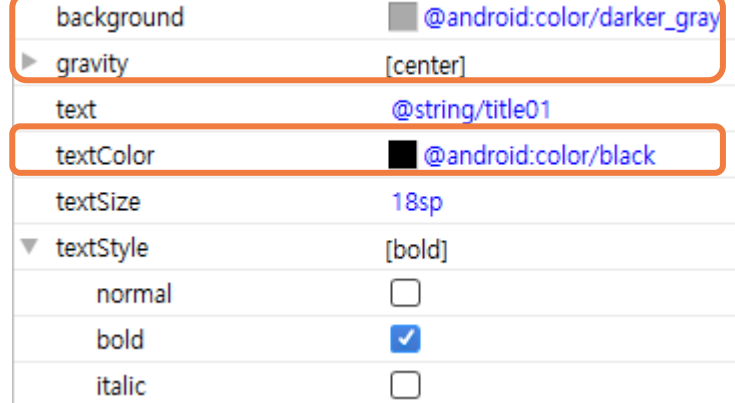 background @android:color/darker_gray
gravity [center]
text @string/title01
textColor @android:color/black
textSize 18sp
textStyle [bold]
normal
bold
italic